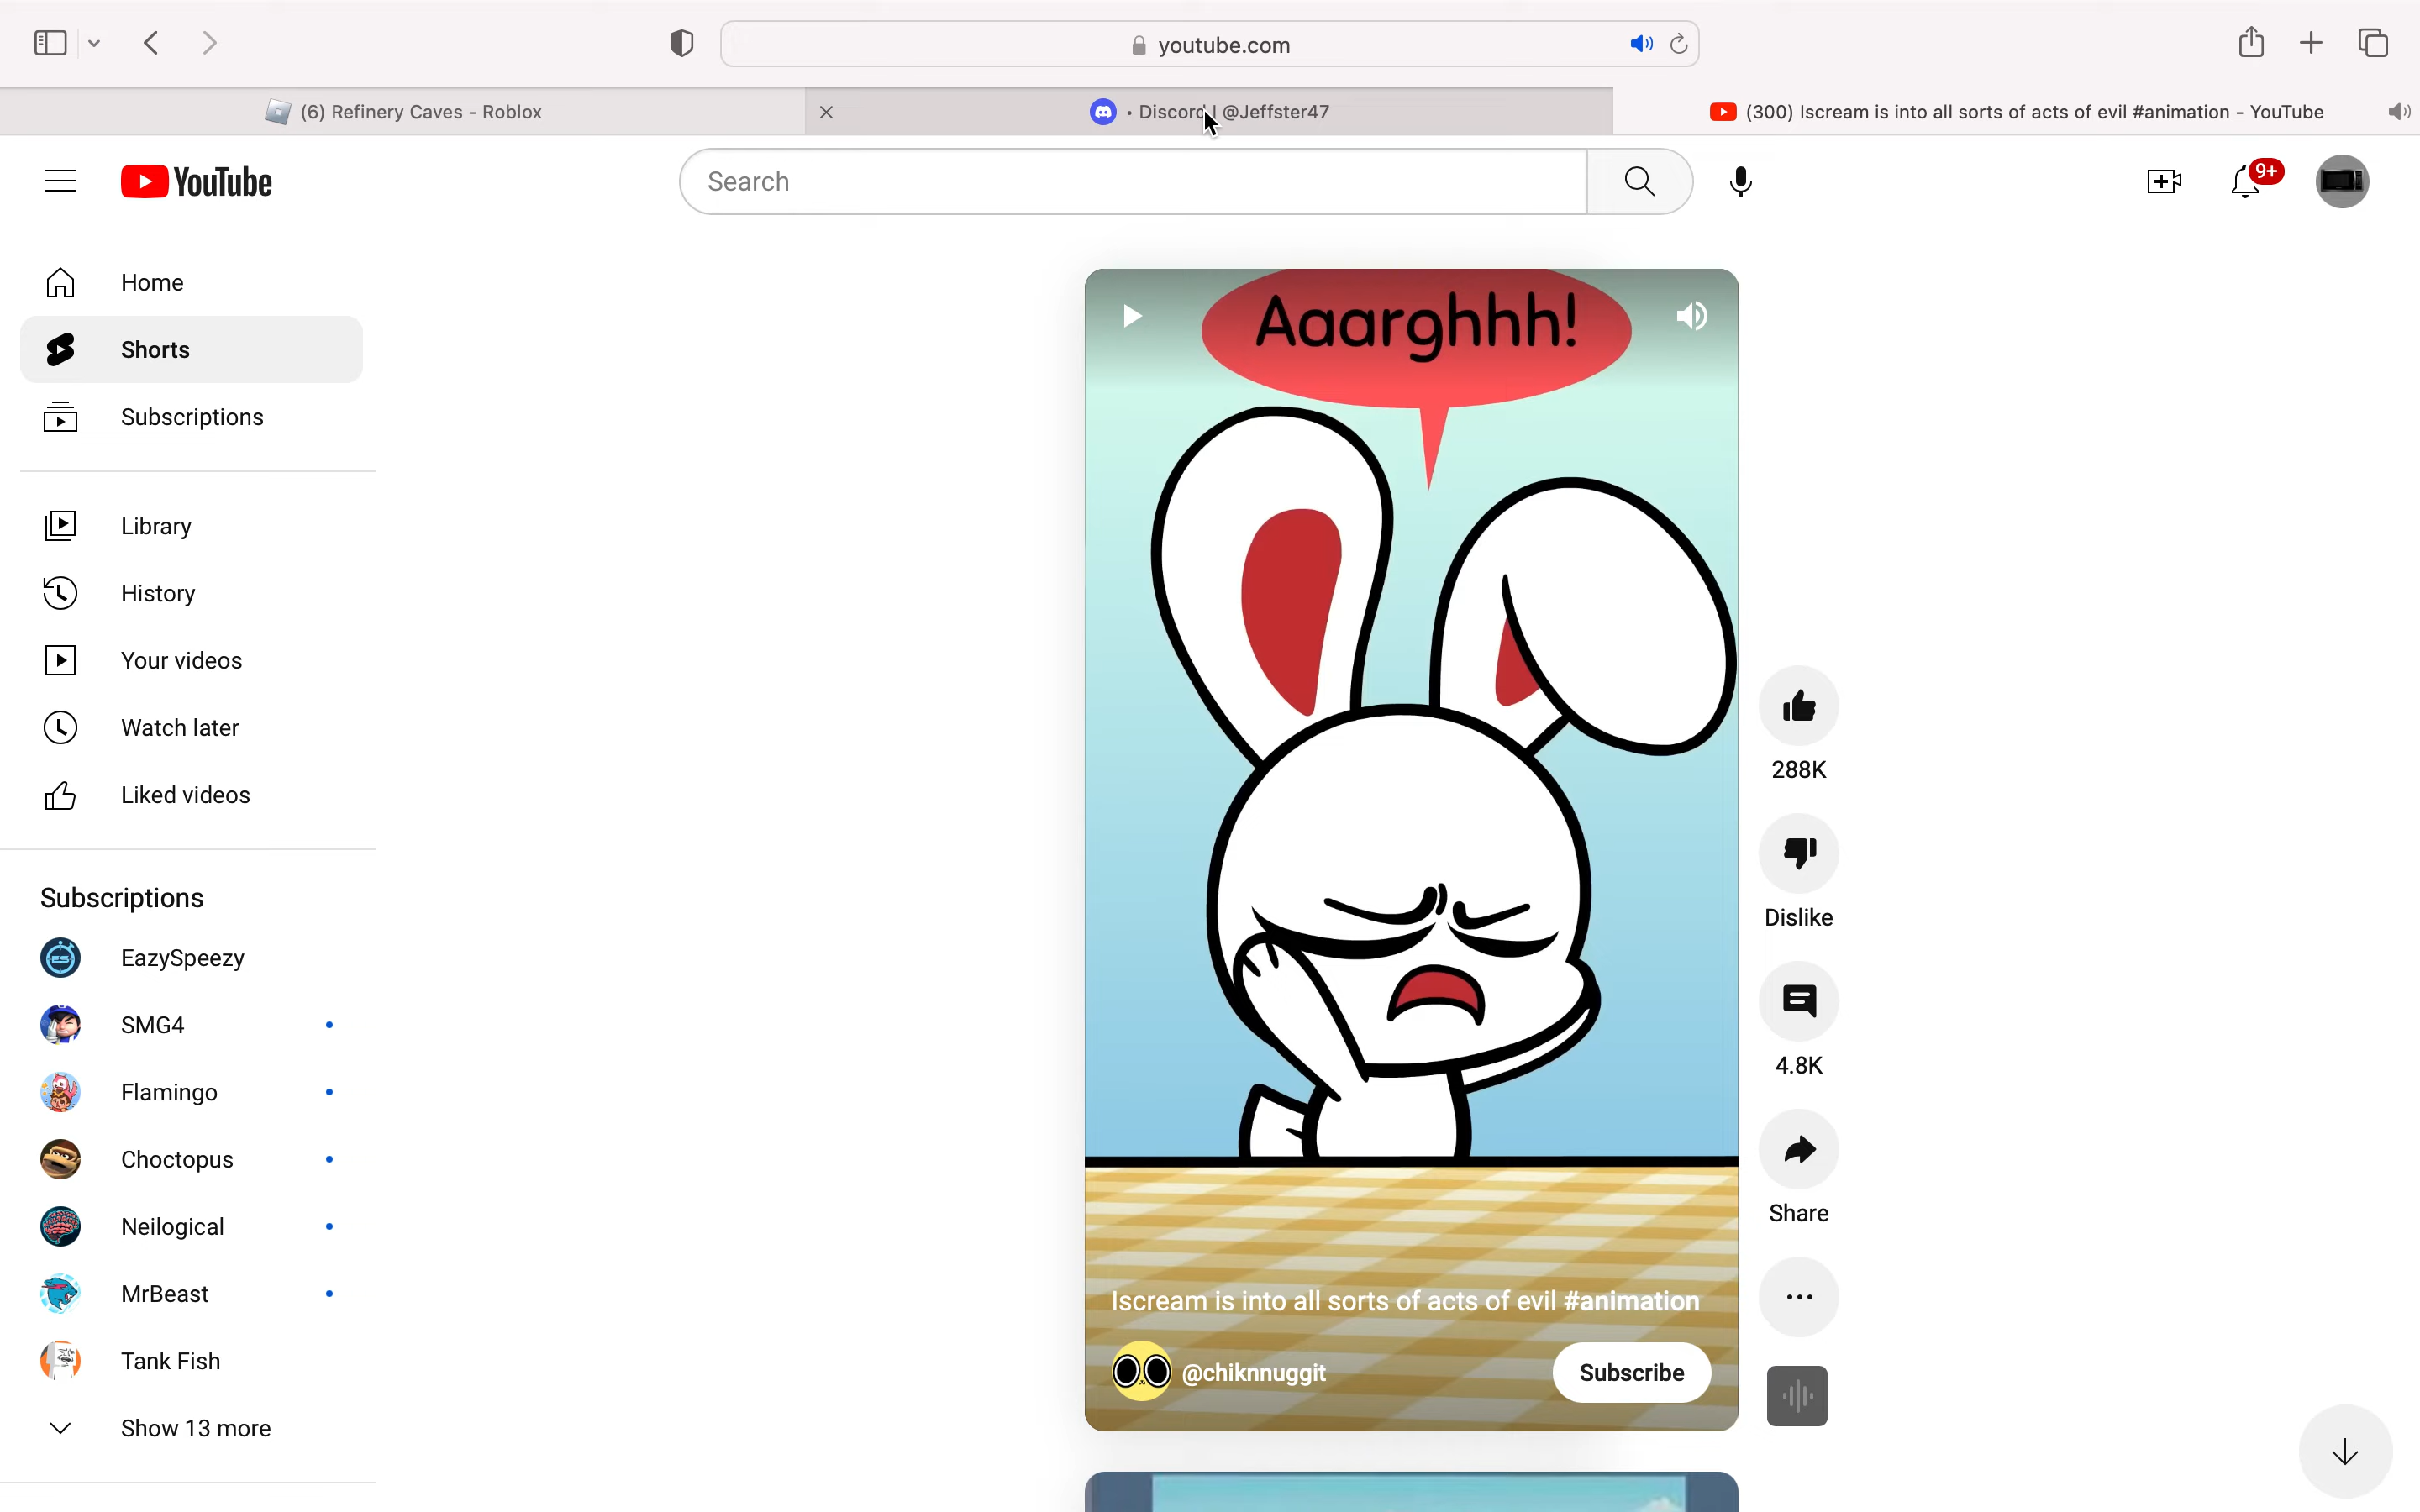 youtube.com
(6) Refinery Caves - Roblox
• Discord | @Jeffster47
(300) Iscream is into all sorts of acts of evil #animation - YouTube
YouTube
Search
9+
Home
Shorts
Subscriptions
Library
History
Your videos
Watch later
Liked videos
Subscriptions
ES
EazySpeezy
SMG4
Flamingo
Choctopus
Neilogical
MrBeast
Tank Fish
Show 13 more
Aaarghhh!
Iscream is into all sorts of acts of evil #animation
@chiknnuggit
Subscribe
288K
Dislike
4.8K
Share